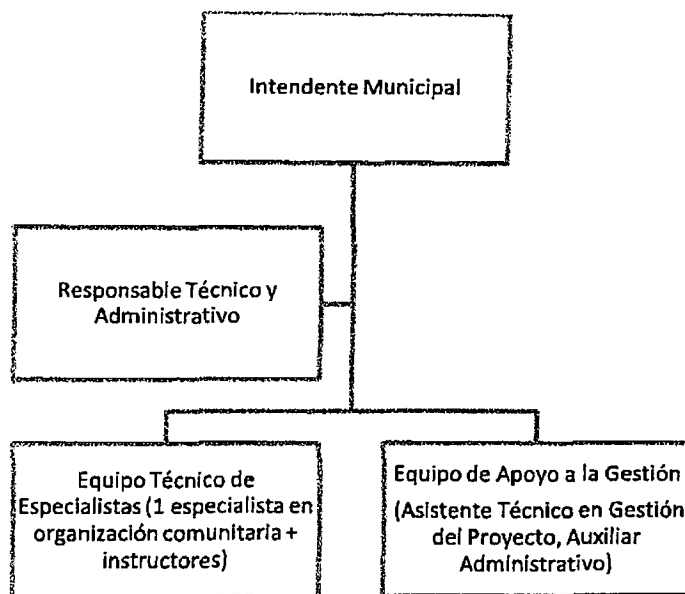 Intendente Municipal
Responsable Técnico y
Administrativo
Equipo Técnico de
Especialistas (1 especialista en
organización comunitaria +
instructores)
Equipo de Apoyo a la Gestión
(Asistente Técnico en Gestión
del Proyecto, Auxiliar
Administrativo)